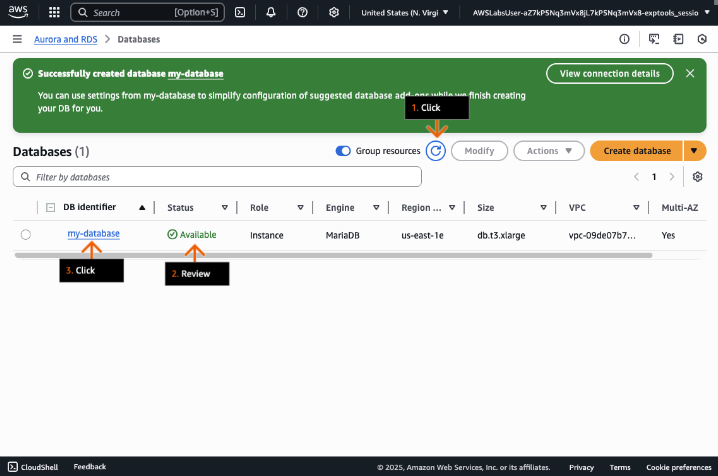 aws
Search [Option+S]
United States (N. Virgi
AWSLabsUser-aZ7kP5Nq3mVx8jL7kP5Nq3mVx8-exptools_sessio
Aurora and RDS > Databases
Successfully created database my-database
View connection details
You can use settings from my-database to simplify configuration of suggested database add-ons while we finish creating
your DB for you.
1. Click
Databases (1)
Group resources
Modify
Actions
Create database
Filter by databases
1
DB identifier
Status
Role
Engine
Region ...
Size
VPC
Multi-AZ
my-database
Available
Instance
MariaDB
us-east-1e
db.t3.xlarge
vpc-09de07b7...
Yes
3. Click
2. Review
CloudShell
Feedback
© 2025, Amazon Web Services, Inc. or its affiliates.
Privacy
Terms
Cookie preferences